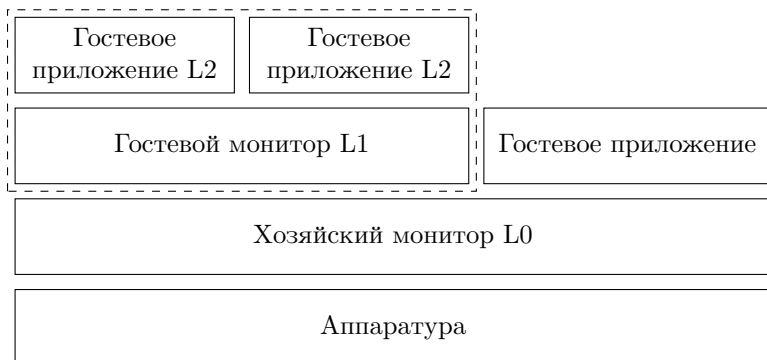 Гостевое
приложение L2
Гостевое
приложение L2
Гостевой монитор L1
Гостевое приложение
Хозяйский монитор L0
Аппаратура